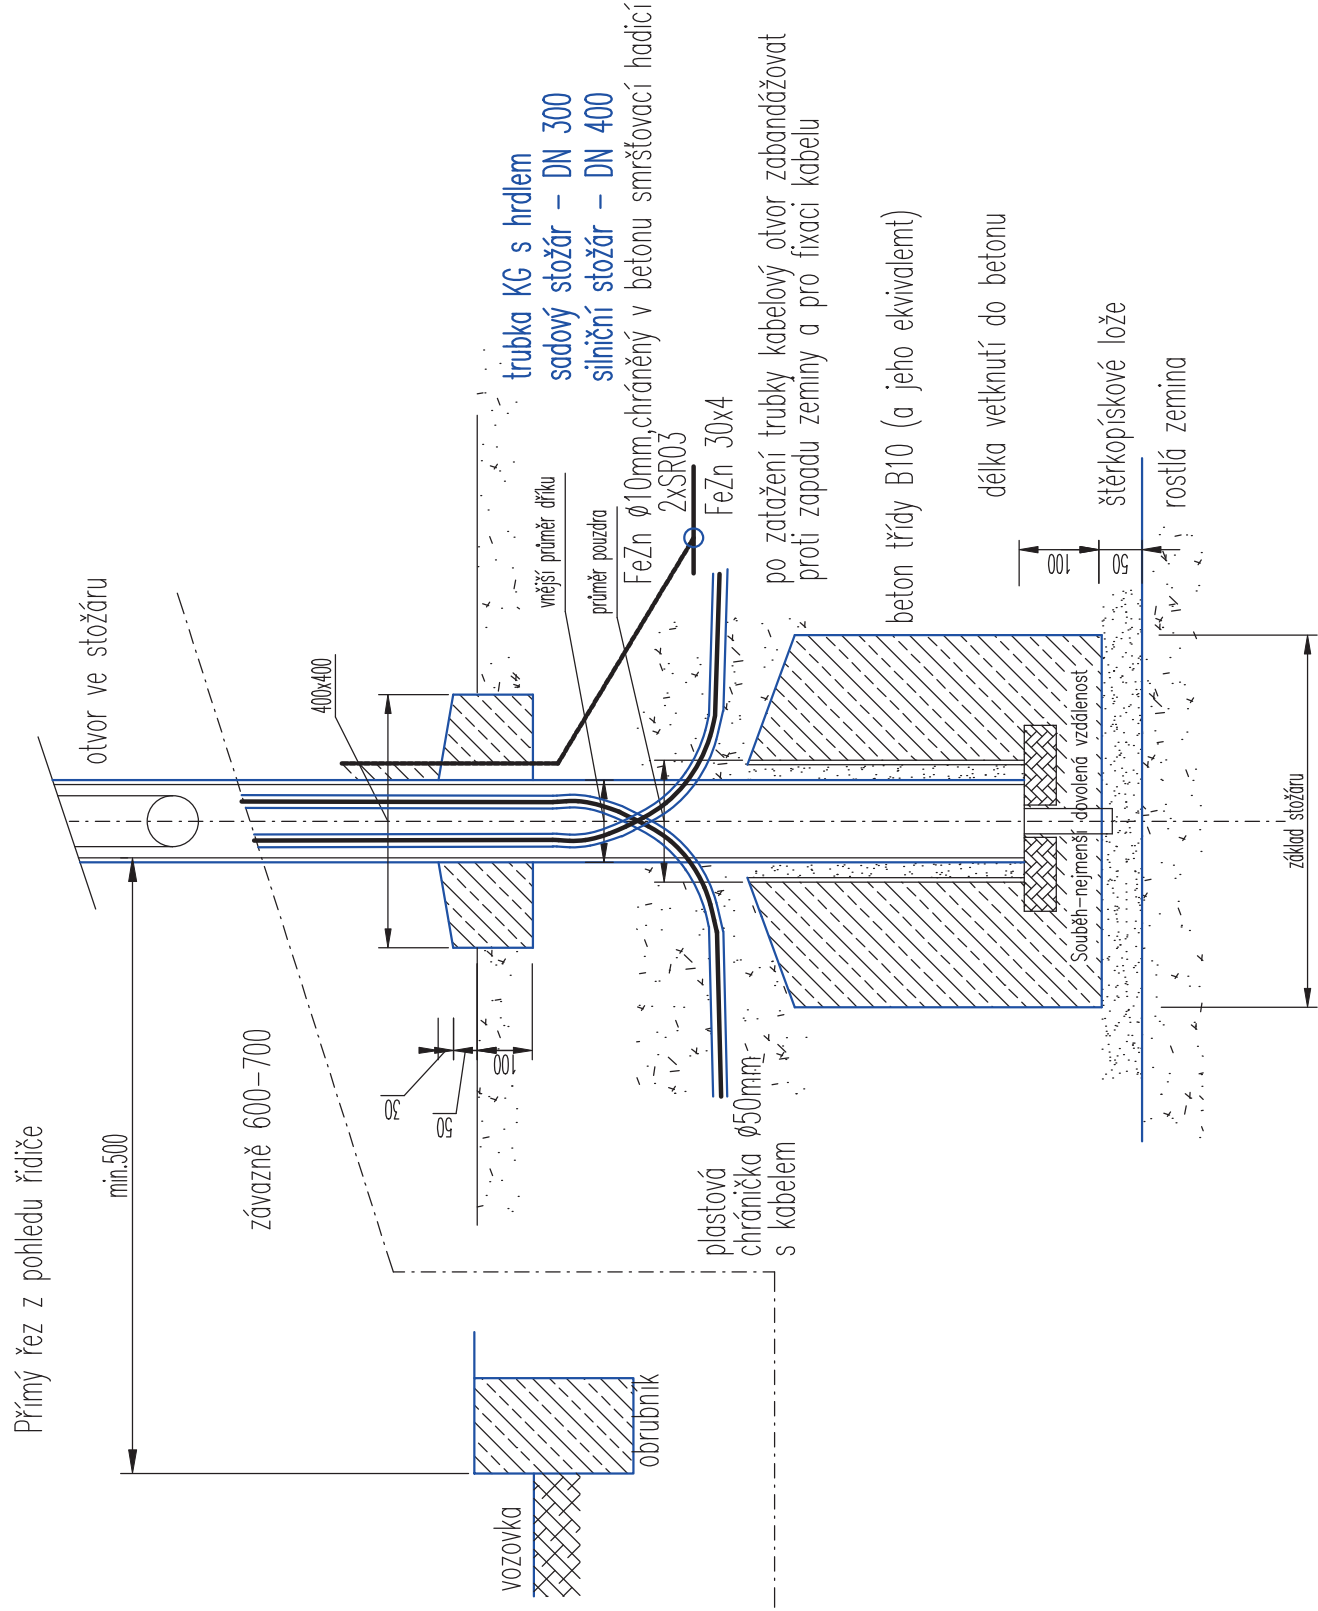 Přímý řez z pohledu řidiče
min.500
otvor ve stožáru
závazně 600-700
400x400
30
50
100
trubka KG s hrdlem
sadový stožár - DN 300
silniční stožár - DN 400
FeZn ø10mm,chráněný v betonu smršťovací hadicí
2xSR03
FeZn 30x4
vnější průměr dříku
průměr pouzdra
po zatažení trubky kabelový otvor zabandážovat
proti zapadu zeminy a pro fixaci kabelu
beton třídy B10 (a jeho ekvivalemt)
délka vetknutí do betonu
štěrkopískové lože
rostlá zemina
100
50
Souběh-nejmenší dovolená vzdálenost
základ stožáru
plastová
chránička ø50mm
s kabelem
obrubník
vozovka